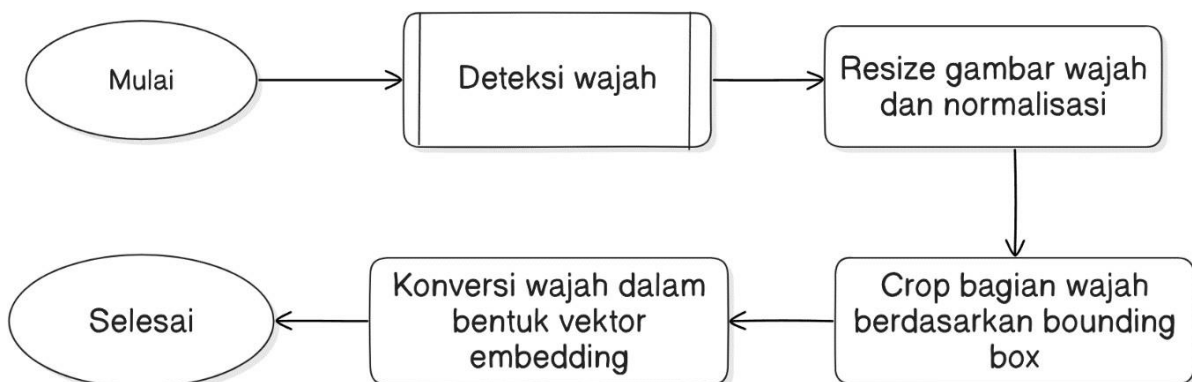 Mulai
Deteksi wajah
Resize gambar wajah
dan normalisasi
Crop bagian wajah
berdasarkan bounding
box
Konversi wajah dalam
bentuk vektor
embedding
Selesai